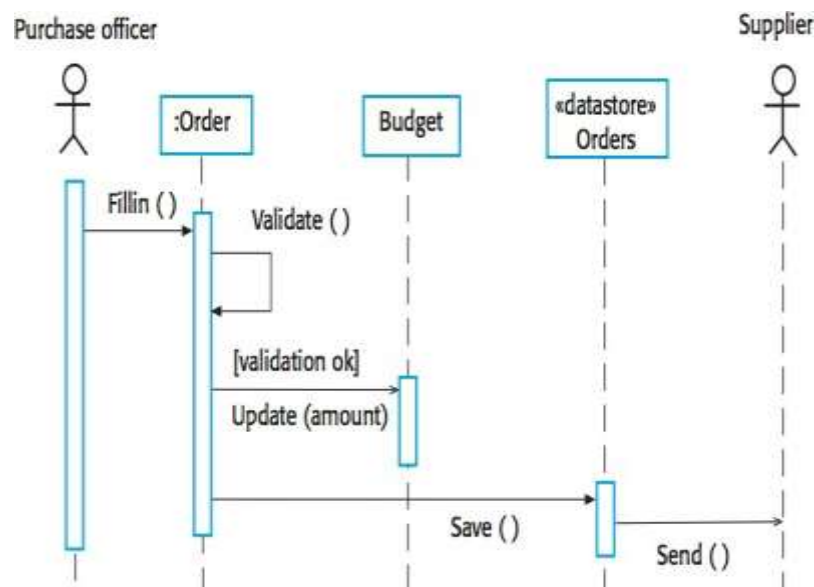 Purchase officer
Supplier
:Order
Budget
«datastore»
Orders
Fillin ( )
Validate ( )
[validation ok]
Update (amount)
Save ( )
Send ( )